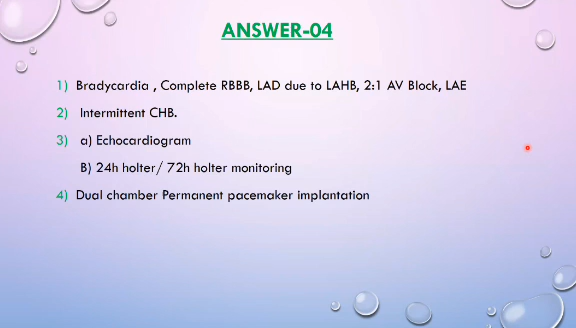 ANSWER-04
1) Bradycardia , Complete RBBB, LAD due to LAHB, 2:1 AV Block, LAE
2) Intermittent CHB.
3) a) Echocardiogram
B) 24h holter/ 72h holter monitoring
4) Dual chamber Permanent pacemaker implantation